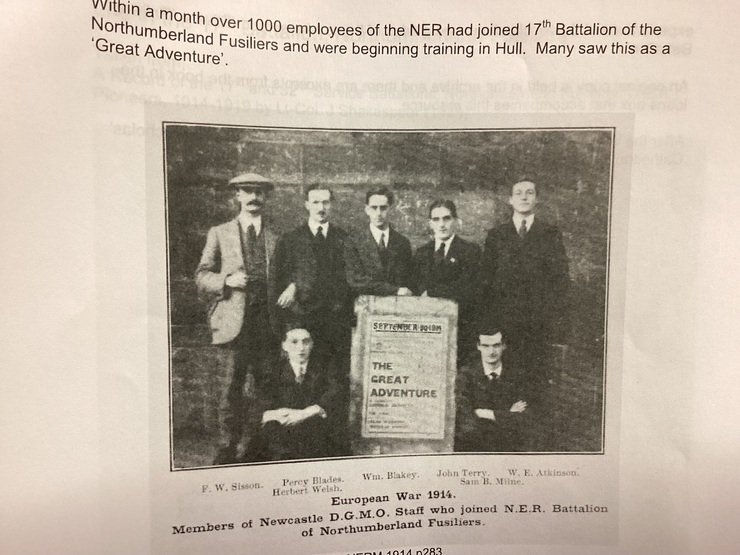 Within a month over 1000 employees of the NER had joined 17th Battalion of the
Northumberland Fusiliers and were beginning training in Hull. Many saw this as a
'Great Adventure'.
SEPTEMBER
THE
GREAT
ADVENTURE
F. W. Sisson. Percy Blades. Wm. Blakey. John Terry. W. E. Atkinson.
Herbert Welsh. Sam B. Milne.
European War 1914.
Members of Newcastle D.G.M.O. Staff who joined N.E.R. Battalion
of Northumberland Fusiliers.
1914 p283